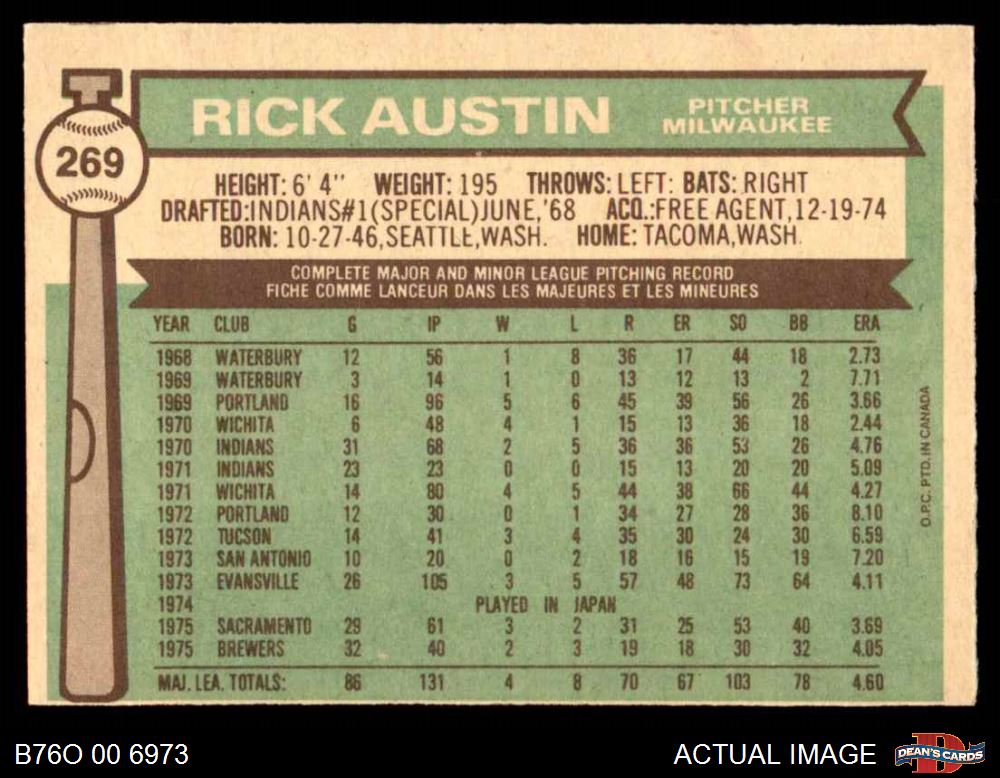 RICK AUSTIN
PITCHER
MILWAUKEE
269
HEIGHT: 6' 4" WEIGHT: 195 THROWS: LEFT: BATS: RIGHT
DRAFTED:INDIANS#1(SPECIAL)JUNE,'68 ACQ.:FREE AGENT,12-19-74
BORN: 10-27-46,SEATTLE,WASH. HOME: TACOMA,WASH.
COMPLETE MAJOR AND MINOR LEAGUE PITCHING RECORD
FICHE COMME LANCEUR DANS LES MAJEURES ET LES MINEURES
YEAR CLUB G IP W L R ER SO BB ERA
1968 WATERBURY 12 56 1 8 36 17 44 18 2.73
1969 WATERBURY 3 14 1 0 13 12 13 2 7.71
1969 PORTLAND 16 96 5 6 45 39 56 26 3.66
1970 WICHITA 6 48 4 1 15 13 36 18 2.44
1970 INDIANS 31 68 2 5 36 36 53 26 4.76
1971 INDIANS 23 23 0 0 15 13 20 20 5.09
1971 WICHITA 14 80 4 5 44 38 66 44 4.27
1972 PORTLAND 12 30 0 1 34 27 28 36 8.10
1972 TUCSON 14 41 3 4 35 30 24 30 6.59
1973 SAN ANTONIO 10 20 0 2 18 16 15 19 7.20
1973 EVANSVILLE 26 105 3 5 57 48 73 64 4.11
1974 PLAYED IN JAPAN
1975 SACRAMENTO 29 61 3 2 31 25 53 40 3.69
1975 BREWERS 32 40 2 3 19 18 30 32 4.05
MAJ. LEA. TOTALS: 86 131 4 8 70 67 103 78 4.60
O.P.C. PTD. IN CANADA
B76O 00 6973
ACTUAL IMAGE
DEAN'S CARDS